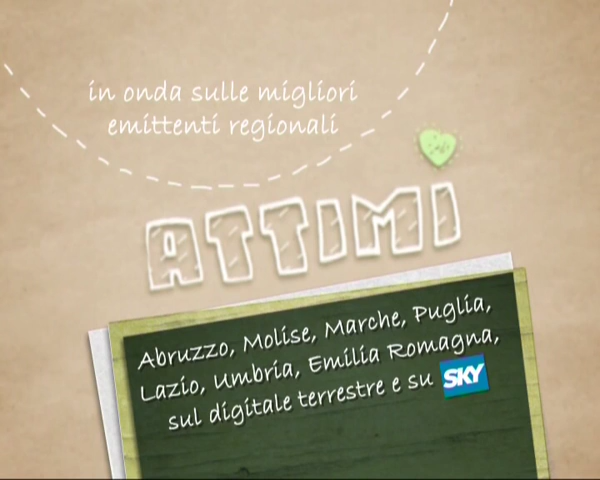 in onda sulle migliori
emittenti regionali
ATTIMI
Abruzzo, Molise, Marche, Puglia,
Lazio, Umbria, Emilia Romagna,
sul digitale terrestre e su SKY